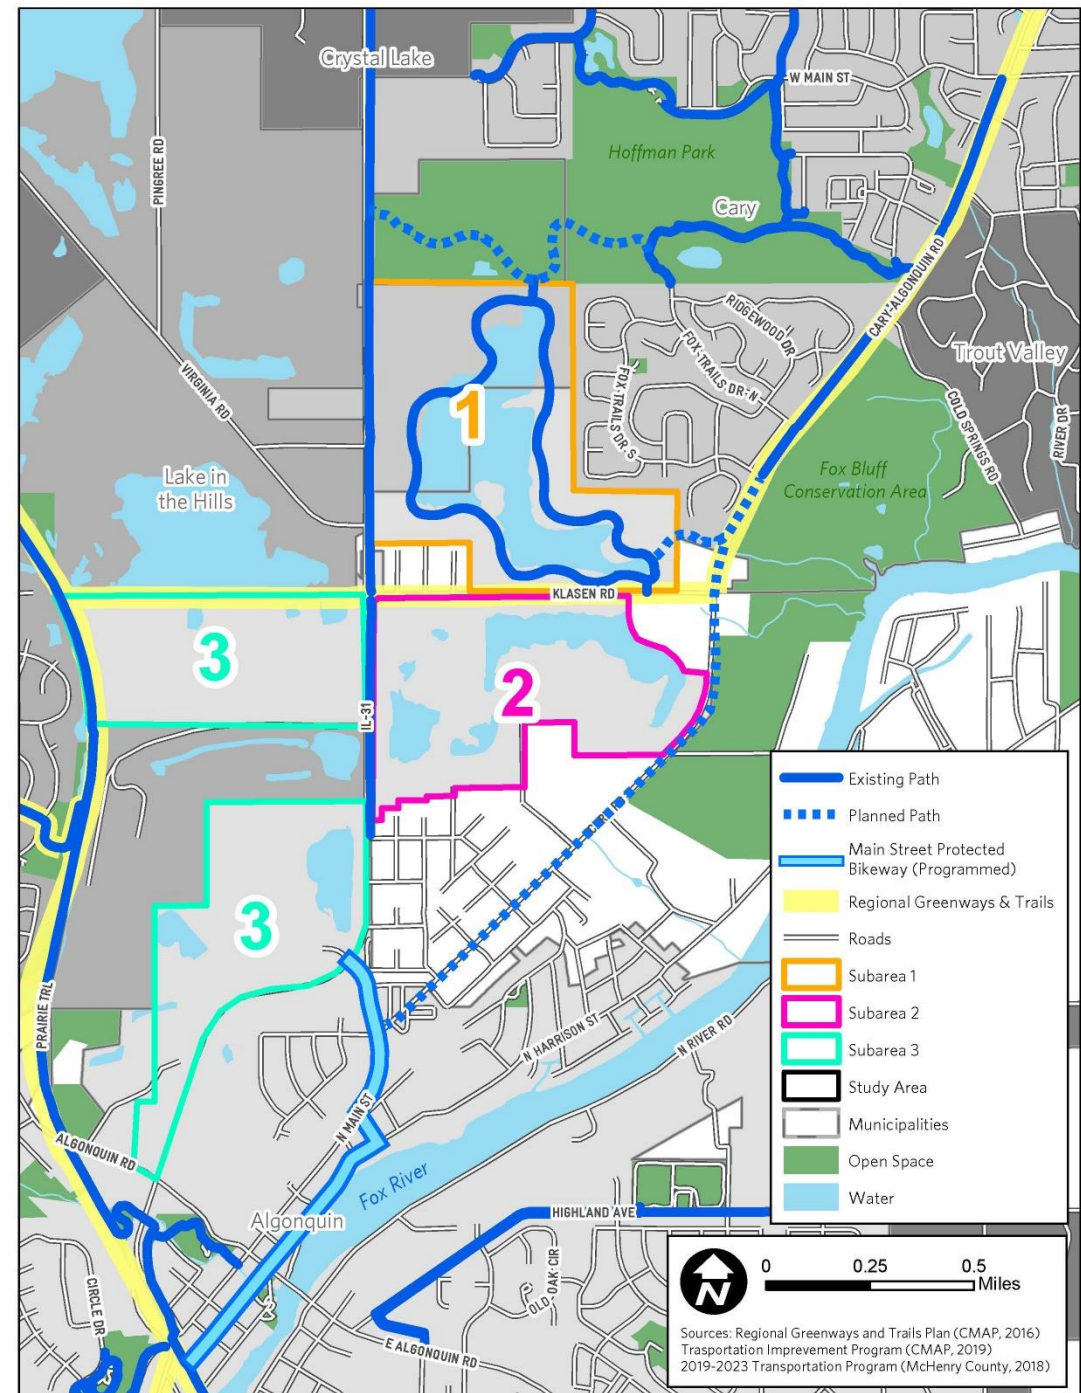 Crystal Lake
W MAIN ST
PINGREE RD
Hoffman Park
Cary
CARY-ALGONQUIN RD
RIDGEWOOD DR
FOX-TRAILS-DR-N
FOX-TRAILS-DR-S
Trout Valley
COLD SPRINGS RD
RIVER DR
VIRGINIA RD
1
Lake in
the Hills
Fox Bluff
Conservation Area
KLASEN RD
3
2
IL-31
3
PRAIRIE TRL
N HARRISON ST
N RIVER RD
N MAIN ST
ALGONQUIN RD
Fox River
Algonquin
HIGHLAND AVE
OLD-OAK-CIR
CIRCLE DR
E ALGONQUIN RD
Existing Path
Planned Path
Main Street Protected
Bikeway (Programmed)
Regional Greenways & Trails
Roads
Subarea 1
Subarea 2
Subarea 3
Study Area
Municipalities
Open Space
Water
N
0 0.25 0.5
Miles
Sources: Regional Greenways and Trails Plan (CMAP, 2016)
Trasportation Imprevement Program (CMAP, 2019)
2019-2023 Transportation Program (McHenry County, 2018)